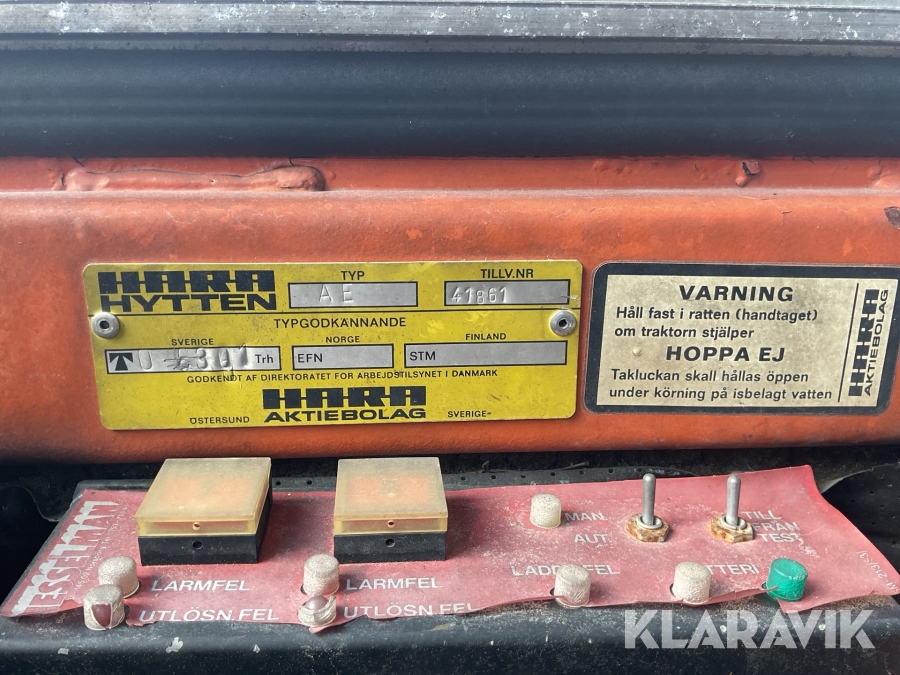 HARA
HYTTEN
TYP
AE
TILLV.NR
41861
TYPGODKÄNNANDE
SVERIGE
NORGE
FINLAND
Trh
EFN
STM
GODKENDT AF DIREKTORATET FOR ARBEJDSTILSYNET I DANMARK
HARA
AKTIEBOLAG
ÖSTERSUND
SVERIGE
VARNING
Håll fast i ratten (handtaget)
om traktorn stjälper
HOPPA EJ
Takluckan skall hållas öppen
under körning på isbelagt vatten
HARA
AKTIEBOLAG
MAN.
AUT.
TILL
FRÅN
TEST
LARMFEL
UTLÖSN.FEL
LARMFEL
UTLÖSN.FEL
KLARAVIK